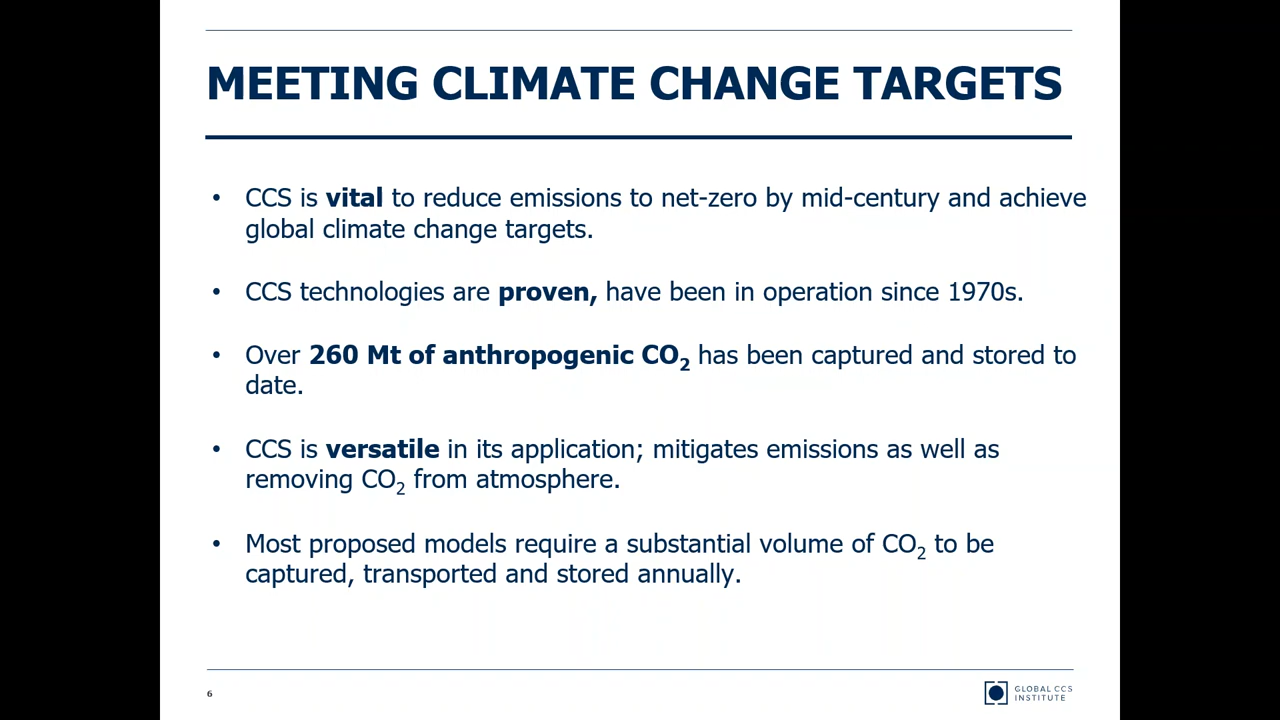 MEETING CLIMATE CHANGE TARGETS
• CCS is vital to reduce emissions to net-zero by mid-century and achieve
global climate change targets.
• CCS technologies are proven, have been in operation since 1970s.
• Over 260 Mt of anthropogenic CO₂ has been captured and stored to
date.
• CCS is versatile in its application; mitigates emissions as well as
removing CO₂ from atmosphere.
• Most proposed models require a substantial volume of CO₂ to be
captured, transported and stored annually.
6
GLOBAL CCS
INSTITUTE